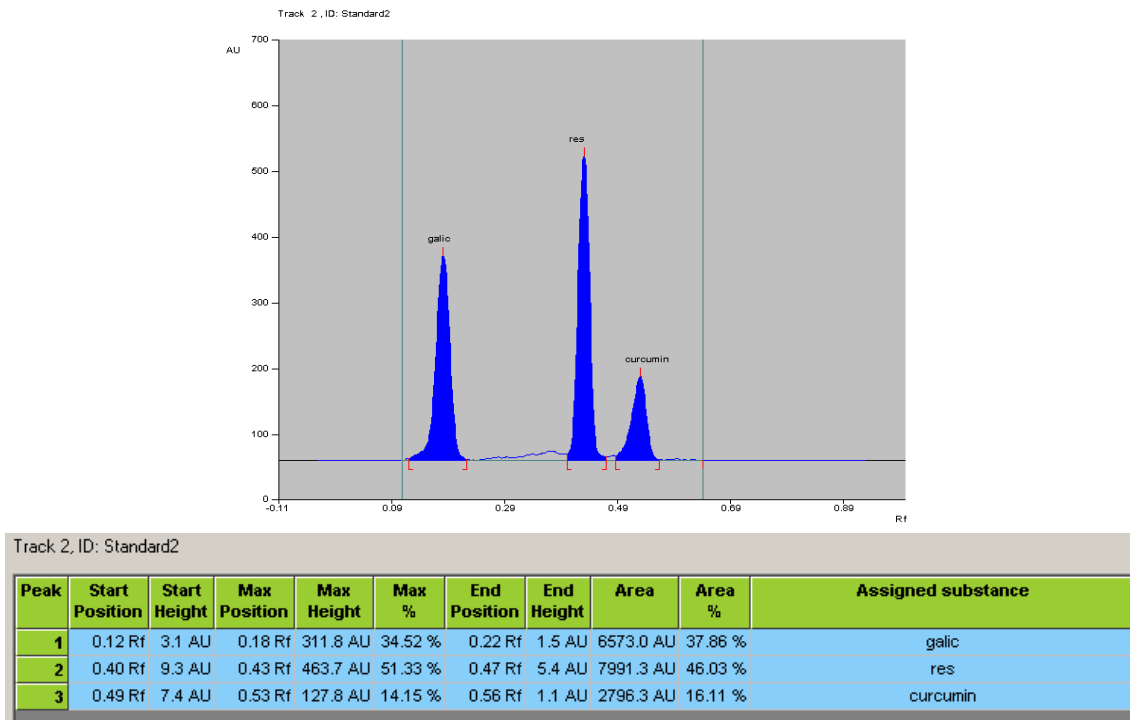 Track 2 , ID: Standard2
AU
700
600
500
400
300
200
100
0
galic
res
curcumin
-0.11 0.09 0.29 0.49 0.69 0.89
Rf
Track 2, ID: Standard2
Peak Start Position Start Height Max Position Max Height Max % End Position End Height Area Area % Assigned substance
1 0.12 Rf 3.1 AU 0.18 Rf 311.8 AU 34.52 % 0.22 Rf 1.5 AU 6573.0 AU 37.86 % galic
2 0.40 Rf 9.3 AU 0.43 Rf 463.7 AU 51.33 % 0.47 Rf 5.4 AU 7991.3 AU 46.03 % res
3 0.49 Rf 7.4 AU 0.53 Rf 127.8 AU 14.15 % 0.56 Rf 1.1 AU 2796.3 AU 16.11 % curcumin